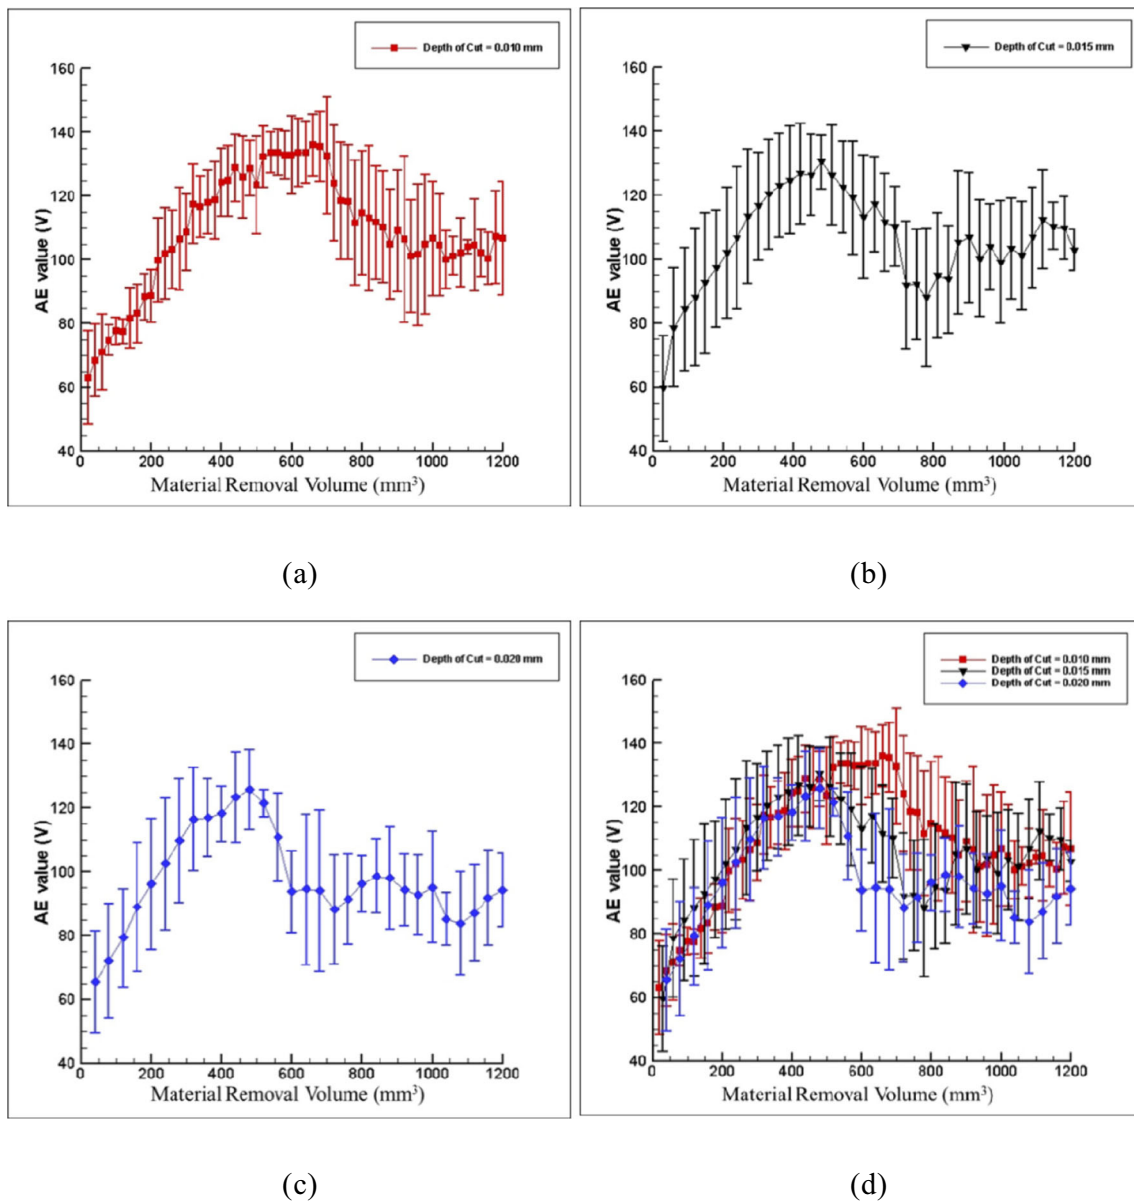 Depth of Cut = 0.010 mm
160
140
120
100
80
60
40
AE value (V)
0 200 400 600 800 1000 1200
Material Removal Volume (mm³)
(a)
Depth of Cut = 0.015 mm
160
140
120
100
80
60
40
AE value (V)
0 200 400 600 800 1000 1200
Material Removal Volume (mm³)
(b)
Depth of Cut = 0.020 mm
160
140
120
100
80
60
40
AE value (V)
0 200 400 600 800 1000 1200
Material Removal Volume (mm³)
(c)
Depth of Cut = 0.010 mm
Depth of Cut = 0.015 mm
Depth of Cut = 0.020 mm
160
140
120
100
80
60
40
AE value (V)
0 200 400 600 800 1000 1200
Material Removal Volume (mm³)
(d)